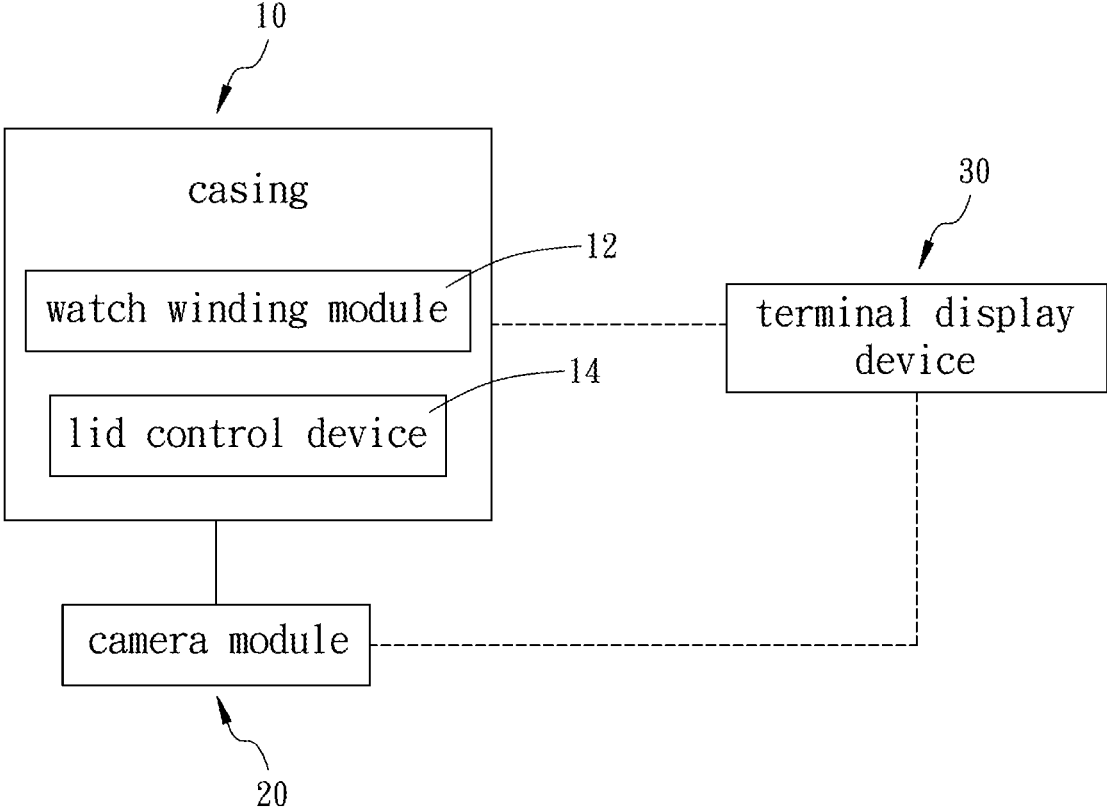 10
casing
30
12
watch winding module
terminal display
device
14
lid control device
camera module
20